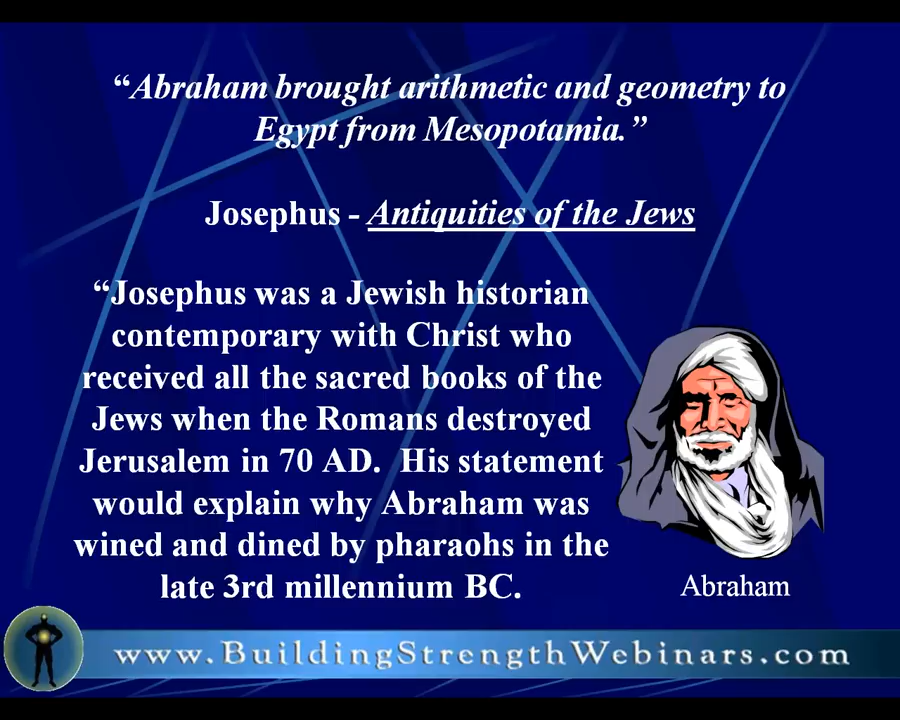 “Abraham brought arithmetic and geometry to
Egypt from Mesopotamia.”
Josephus - Antiquities of the Jews
“Josephus was a Jewish historian
contemporary with Christ who
received all the sacred books of the
Jews when the Romans destroyed
Jerusalem in 70 AD.  His statement
would explain why Abraham was
wined and dined by pharaohs in the
late 3rd millennium BC.
Abraham
www.BuildingStrengthWebinars.com